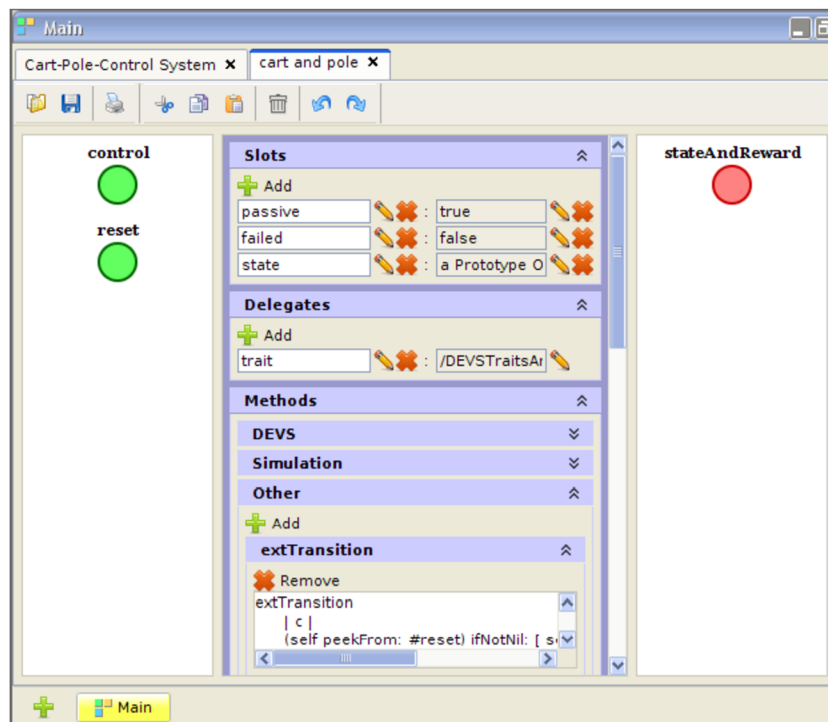 Main
Cart-Pole-Control System x cart and pole x
control
reset
Slots
Add
passive : true
failed : false
state : a Prototype O
Delegates
Add
trait : /DEVSTraitsAr
Methods
DEVS
Simulation
Other
Add
extTransition
Remove
extTransition
| c |
(self peekFrom: #reset) ifNotNil: [ s
stateAndReward
Main